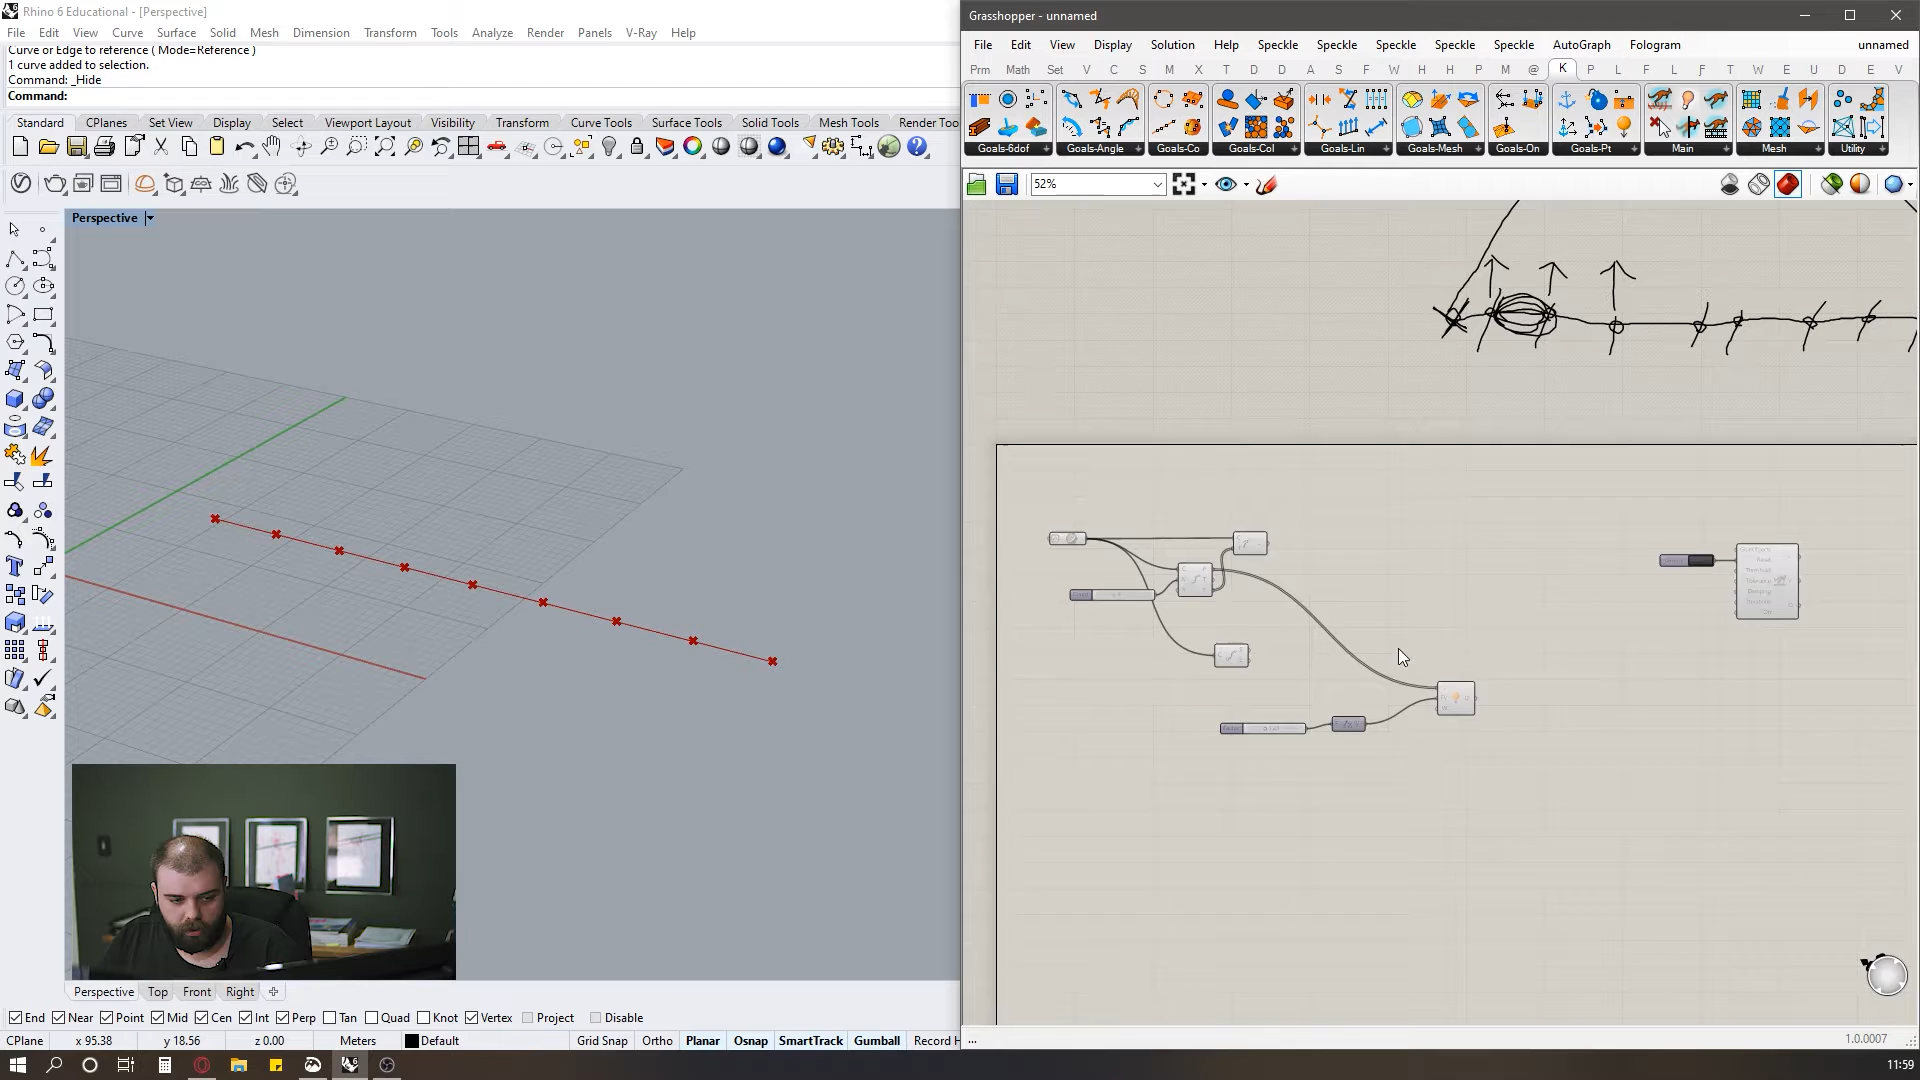 Rhino 6 Educational - [Perspective]
File Edit View Curve Surface Solid Mesh Dimension Transform Tools Analyze Render Panels V-Ray Help
Curve or Edge to reference ( Mode=Reference )
1 curve added to selection.
Command: _Hide
Command:
Standard CPlanes Set View Display Select Viewport Layout Visibility Transform Curve Tools Surface Tools Solid Tools Mesh Tools Render Too
Perspective
Perspective Top Front Right
End Near Point Mid Cen Int Perp Tan Quad Knot Vertex Project Disable
CPlane x 95.38 y 18.56 z 0.00 Meters Default Grid Snap Ortho Planar Osnap SmartTrack Gumball Record H
Grasshopper - unnamed
File Edit View Display Solution Help Speckle Speckle Speckle Speckle Speckle AutoGraph Fologram unnamed
Prm Math Set V C S M X T D D A S F W H H P M @ K P L F L F T W E U D E V
Goals-6dof Goals-Angle Goals-Co Goals-Col Goals-Lin Goals-Mesh Goals-On Goals-Pt Main Mesh Utility
52%
... 1.0.0007
11:59